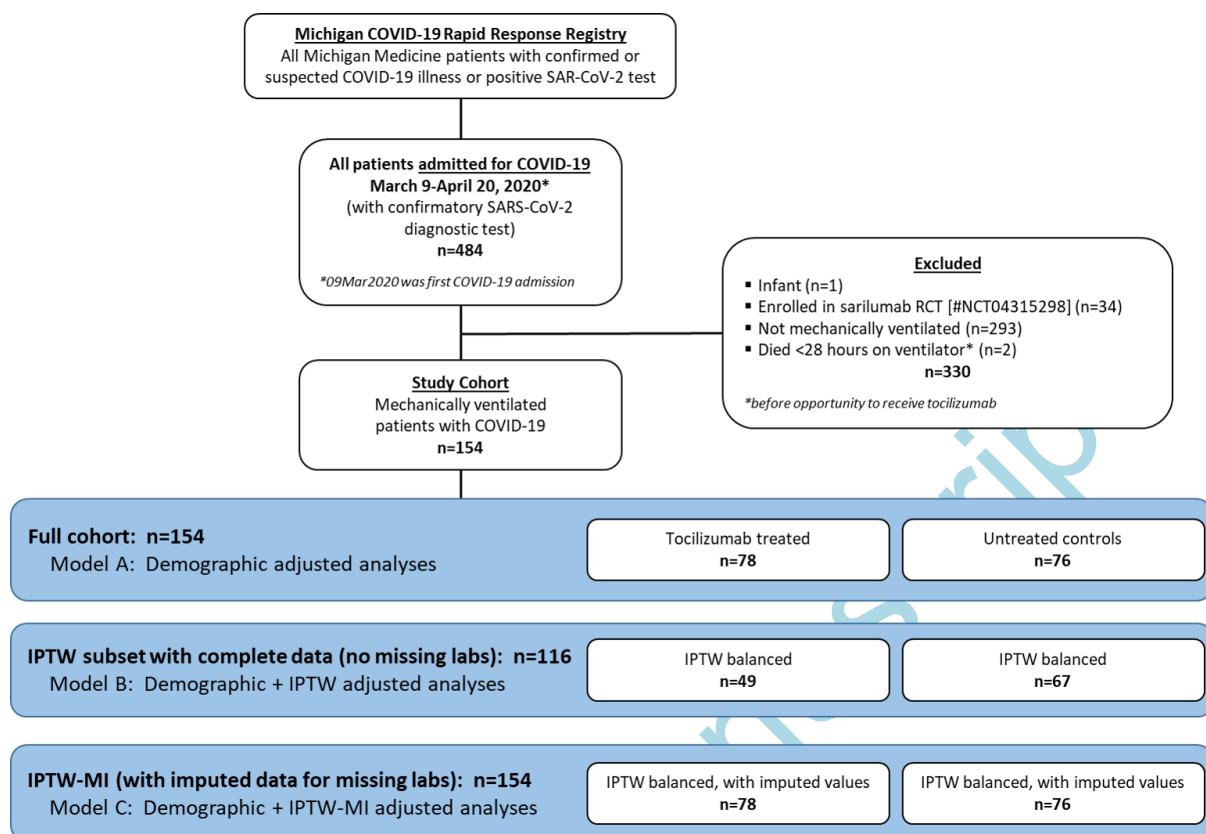 Michigan COVID-19 Rapid Response Registry
All Michigan Medicine patients with confirmed or
suspected COVID-19 illness or positive SAR-CoV-2 test
All patients admitted for COVID-19
March 9-April 20, 2020*
(with confirmatory SARS-CoV-2
diagnostic test)
n=484
*09Mar2020 was first COVID-19 admission
Excluded
▪ Infant (n=1)
▪ Enrolled in sarilumab RCT [#NCT04315298] (n=34)
▪ Not mechanically ventilated (n=293)
▪ Died <28 hours on ventilator* (n=2)
n=330
*before opportunity to receive tocilizumab
Study Cohort
Mechanically ventilated
patients with COVID-19
n=154
Full cohort: n=154
Model A: Demographic adjusted analyses
Tocilizumab treated
n=78
Untreated controls
n=76
IPTW subset with complete data (no missing labs): n=116
Model B: Demographic + IPTW adjusted analyses
IPTW balanced
n=49
IPTW balanced
n=67
IPTW-MI (with imputed data for missing labs): n=154
Model C: Demographic + IPTW-MI adjusted analyses
IPTW balanced, with imputed values
n=78
IPTW balanced, with imputed values
n=76